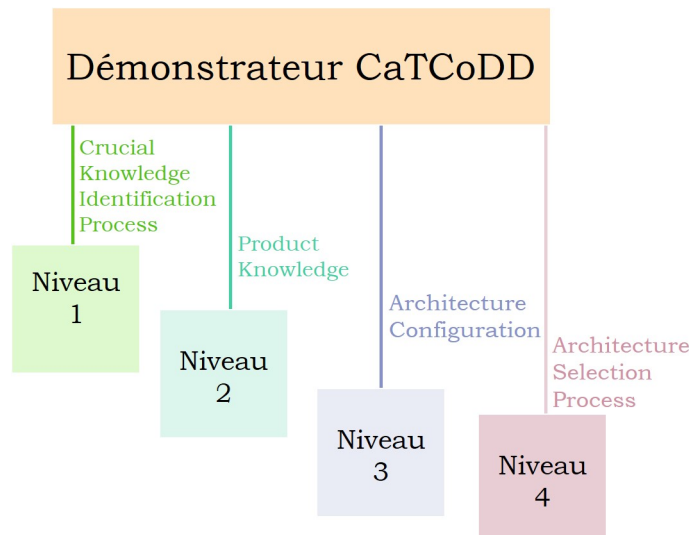 Démonstrateur CaTCoDD
Crucial
Knowledge
Identification
Process
Niveau
1
Product
Knowledge
Niveau
2
Architecture
Configuration
Niveau
3
Architecture
Selection
Process
Niveau
4